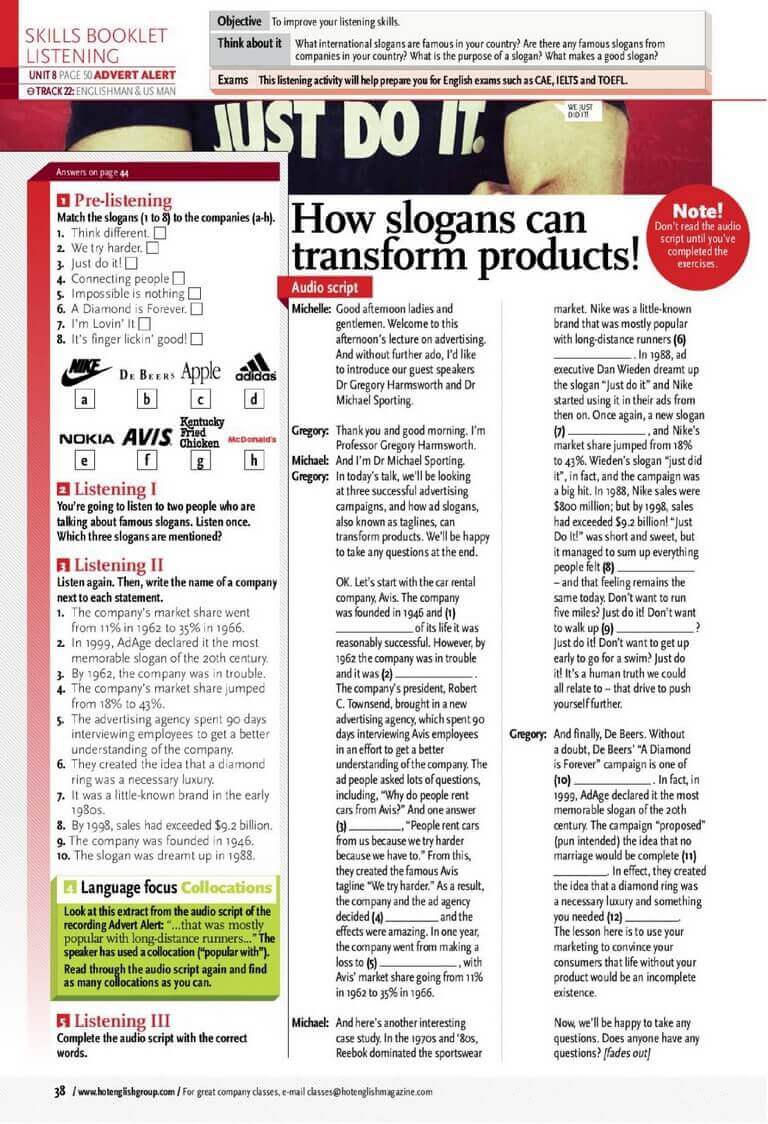 SKILLS BOOKLET
LISTENING
UNIT 8 PAGE 50 ADVERT ALERT
TRACK 22: ENGLISHMAN & US MAN
Objective To improve your listening skills.
Think about it What international slogans are famous in your country? Are there any famous slogans from
companies in your country? What is the purpose of a slogan? What makes a good slogan?
Exams This listening activity will help prepare you for English exams such as CAE, IELTS and TOEFL.
JUST DO IT.
WE JUST
DID IT!
Answers on page 44
1 Pre-listening
Match the slogans (1 to 8) to the companies (a-h).
1. Think different.
2. We try harder.
3. Just do it!
4. Connecting people
5. Impossible is nothing
6. A Diamond is Forever.
7. I'm Lovin' It
8. It's finger lickin' good!
NIKE DE BEERS Apple adidas
a b c d
NOKIA AVIS Kentucky
Fried
Chicken McDonald's
e f g h
2 Listening I
You're going to listen to two people who are
talking about famous slogans. Listen once.
Which three slogans are mentioned?
3 Listening II
Listen again. Then, write the name of a company
next to each statement.
1. The company's market share went
from 11% in 1962 to 35% in 1966.
2. In 1999, AdAge declared it the most
memorable slogan of the 20th century.
3. By 1962, the company was in trouble.
4. The company's market share jumped
from 18% to 43%.
5. The advertising agency spent 90 days
interviewing employees to get a better
understanding of the company.
6. They created the idea that a diamond
ring was a necessary luxury.
7. It was a little-known brand in the early
1980s.
8. By 1998, sales had exceeded $9.2 billion.
9. The company was founded in 1946.
10. The slogan was dreamt up in 1988.
4 Language focus Collocations
Look at this extract from the audio script of the
recording Advert Alert: "...that was mostly
popular with long-distance runners..." The
speaker has used a collocation ("popular with").
Read through the audio script again and find
as many collocations as you can.
5 Listening III
Complete the audio script with the correct
words.
How slogans can
transform products!
Note!
Don't read the audio
script until you've
completed the
exercises.
Audio script
Michelle: Good afternoon ladies and
gentlemen. Welcome to this
afternoon's lecture on advertising.
And without further ado, I'd like
to introduce our guest speakers
Dr Gregory Harmsworth and Dr
Michael Sporting.
Gregory: Thank you and good morning. I'm
Professor Gregory Harmsworth.
Michael: And I'm Dr Michael Sporting.
Gregory: In today's talk, we'll be looking
at three successful advertising
campaigns, and how ad slogans,
also known as taglines, can
transform products. We'll be happy
to take any questions at the end.
OK. Let's start with the car rental
company, Avis. The company
was founded in 1946 and (1)
____________ of its life it was
reasonably successful. However, by
1962 the company was in trouble
and it was (2) ____________.
The company's president, Robert
C. Townsend, brought in a new
advertising agency, which spent 90
days interviewing Avis employees
in an effort to get a better
understanding of the company. The
ad people asked lots of questions,
including, "Why do people rent
cars from Avis?" And one answer
(3) ________, "People rent cars
from us because we try harder
because we have to." From this,
they created the famous Avis
tagline "We try harder." As a result,
the company and the ad agency
decided (4) ________ and the
effects were amazing. In one year,
the company went from making a
loss to (5) ____________, with
Avis' market share going from 11%
in 1962 to 35% in 1966.
Michael: And here's another interesting
case study. In the 1970s and '80s,
Reebok dominated the sportswear
market. Nike was a little-known
brand that was mostly popular
with long-distance runners (6)
____________. In 1988, ad
executive Dan Wieden dreamt up
the slogan "Just do it" and Nike
started using it in their ads from
then on. Once again, a new slogan
(7) ____________, and Nike's
market share jumped from 18%
to 43%. Wieden's slogan "just did
it", in fact, and the campaign was
a big hit. In 1988, Nike sales were
$800 million; but by 1998, sales
had exceeded $9.2 billion! "Just
Do It!" was short and sweet, but
it managed to sum up everything
people felt (8) ____________
– and that feeling remains the
same today. Don't want to run
five miles? Just do it! Don't want
to walk up (9) ____________?
Just do it! Don't want to get up
early to go for a swim? Just do
it! It's a human truth we could
all relate to – that drive to push
yourself further.
Gregory: And finally, De Beers. Without
a doubt, De Beers' "A Diamond
is Forever" campaign is one of
(10) ____________. In fact, in
1999, AdAge declared it the most
memorable slogan of the 20th
century. The campaign "proposed"
(pun intended) the idea that no
marriage would be complete (11)
____________. In effect, they created
the idea that a diamond ring was
a necessary luxury and something
you needed (12) ____________.
The lesson here is to use your
marketing to convince your
consumers that life without your
product would be an incomplete
existence.
Now, we'll be happy to take any
questions. Does anyone have any
questions? [fades out]
38 / www.hotenglishgroup.com / For great company classes, e-mail classes@hotenglishmagazine.com